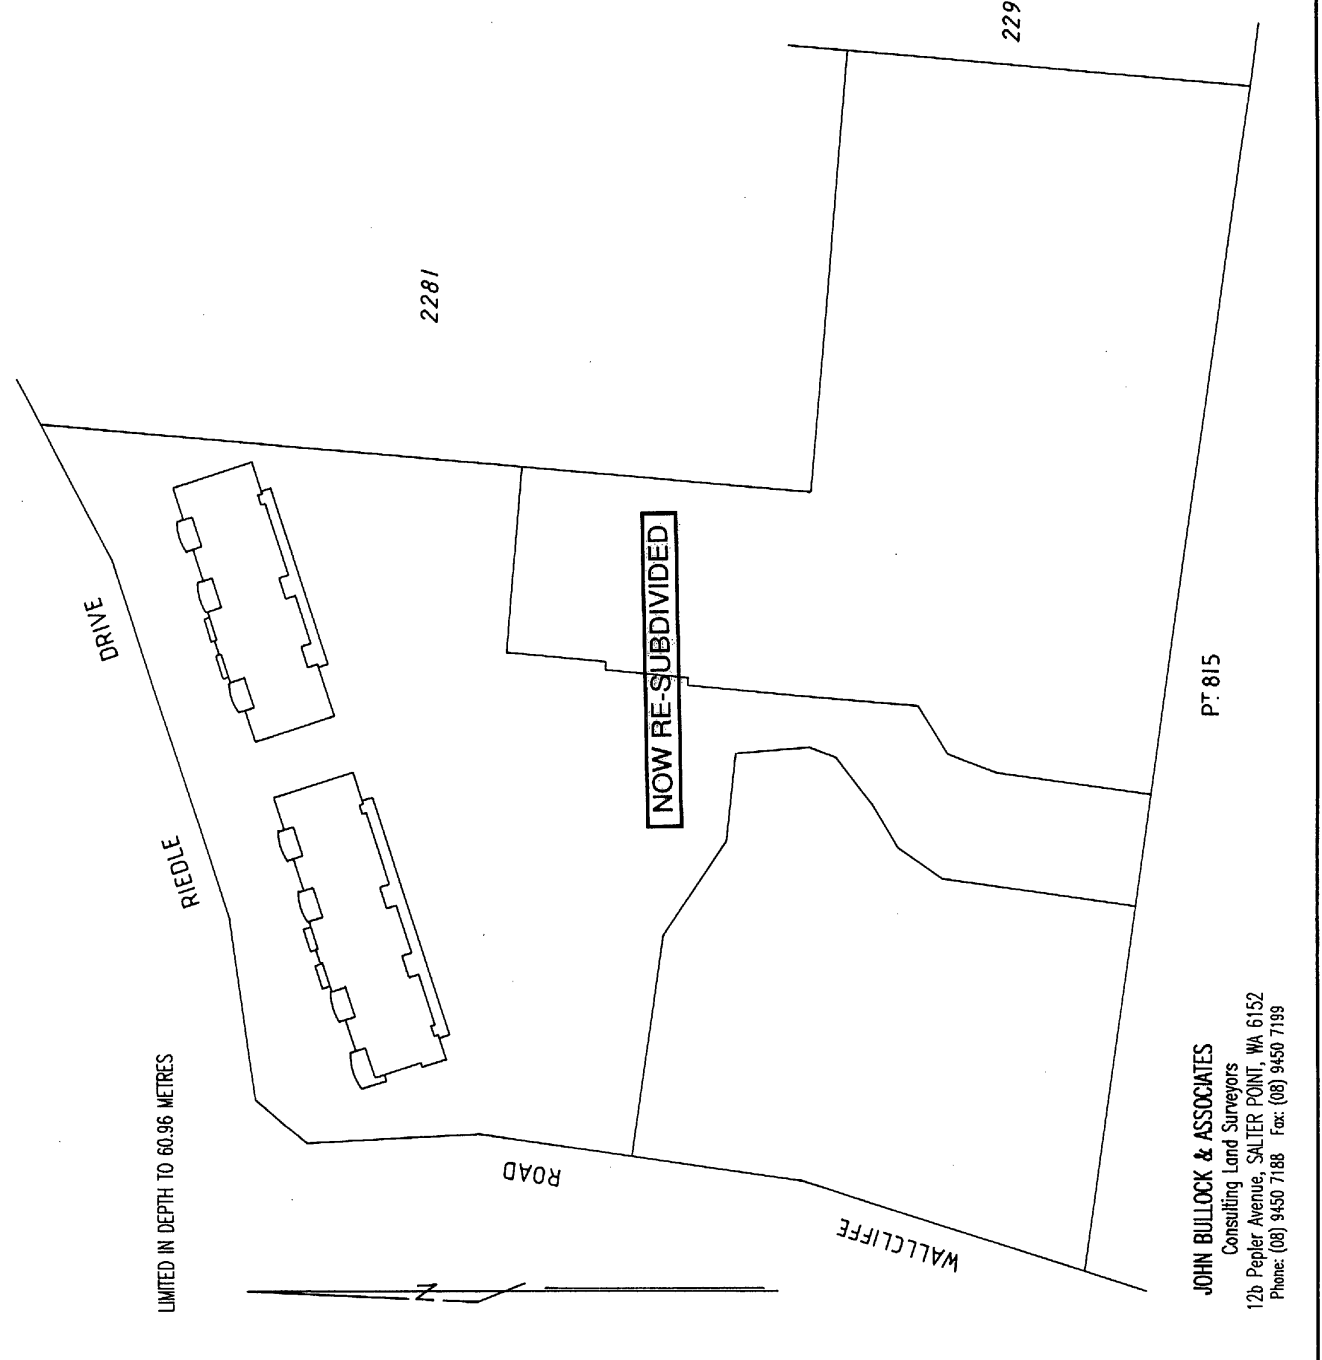 LIMITED IN DEPTH TO 60.96 METRES
RIEDLE
DRIVE
2281
229
NOW RE-SUBDIVIDED
ROAD
WALLCLIFFE
N
PT 815
JOHN BULLOCK & ASSOCIATES
Consulting Land Surveyors
12b Pepler Avenue, SALTER POINT, WA 6152
Phone: (08) 9450 7188 Fax: (08) 9450 7199